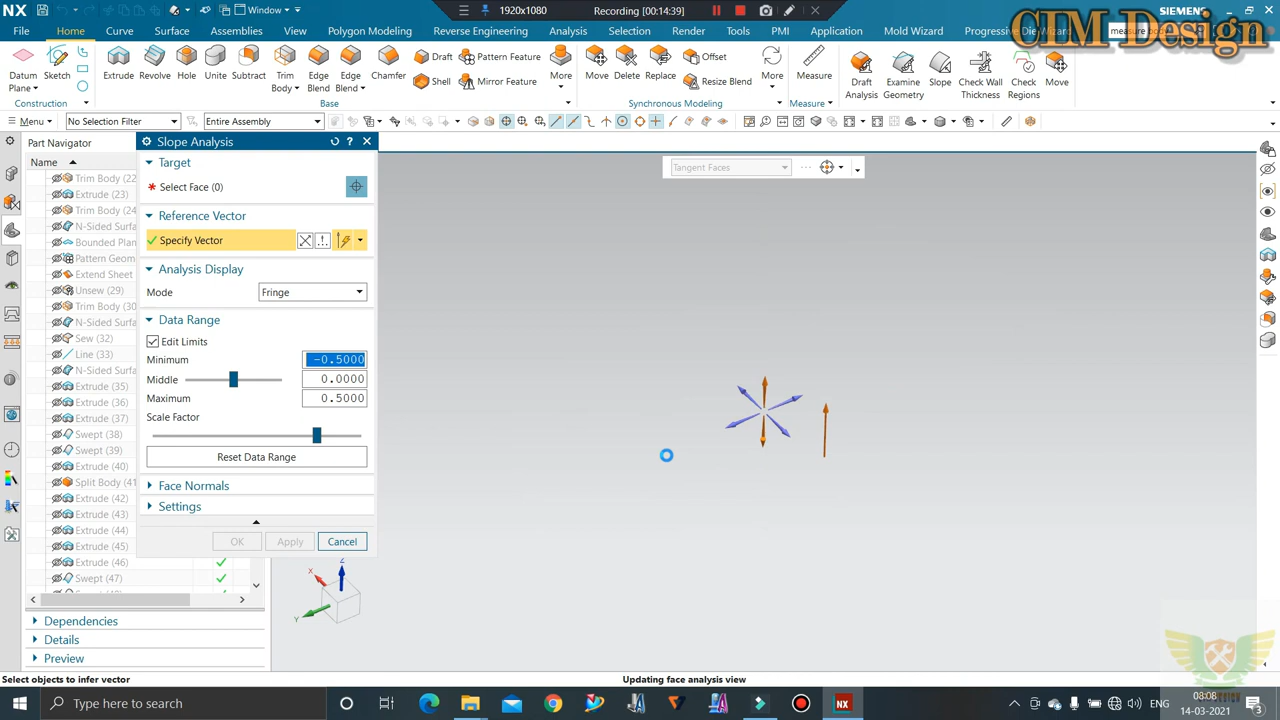 NX
Window
1920x1080
Recording [00:14:39]
SIEMENS
CIM Design
File
Home
Curve
Surface
Assemblies
View
Polygon Modeling
Reverse Engineering
Analysis
Selection
Render
Tools
PMI
Application
Mold Wizard
Progressive Die Wizard
Datum Plane
Sketch
Extrude
Revolve
Hole
Unite
Subtract
Trim Body
Edge Blend
Edge Blend
Chamfer
Draft
Shell
Pattern Feature
Mirror Feature
More
Move
Delete
Replace
Offset
Resize Blend
More
Measure
Draft Analysis
Examine Geometry
Slope
Check Wall Thickness
Check Regions
Move
Construction
Base
Synchronous Modeling
Measure
Menu
No Selection Filter
Entire Assembly
Part Navigator
Name
Trim Body (22
Extrude (23)
Trim Body (24
N-Sided Surfa
Bounded Plan
Pattern Geom
Extend Sheet
Unsew (29)
Trim Body (30
N-Sided Surfa
Sew (32)
Line (33)
N-Sided Surfa
Extrude (35)
Extrude (36)
Extrude (37)
Swept (38)
Swept (39)
Extrude (40)
Split Body (41
Extrude (42)
Extrude (43)
Extrude (44)
Extrude (45)
Extrude (46)
Swept (47)
Dependencies
Details
Preview
Slope Analysis
Target
* Select Face (0)
Reference Vector
Specify Vector
Analysis Display
Mode
Fringe
Data Range
Edit Limits
Minimum
-0.5000
Middle
0.0000
Maximum
0.5000
Scale Factor
Reset Data Range
Face Normals
Settings
OK
Apply
Cancel
Tangent Faces
X
Y
Z
Select objects to infer vector
Updating face analysis view
Type here to search
NX
ENG
08:08
14-03-2021
3